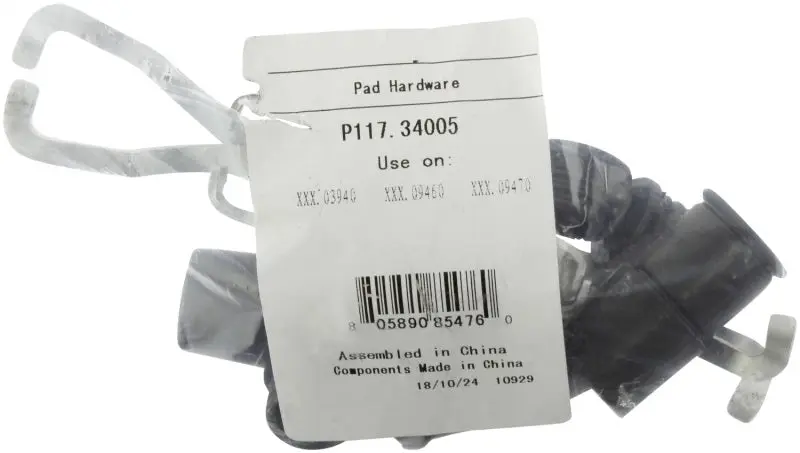 Pad Hardware
P117.34005
Use on:
XXX.03940 XXX.09460 XXX.09470
8 05890 85476 0
Assembled in China
Components Made in China
18/10/24 10929